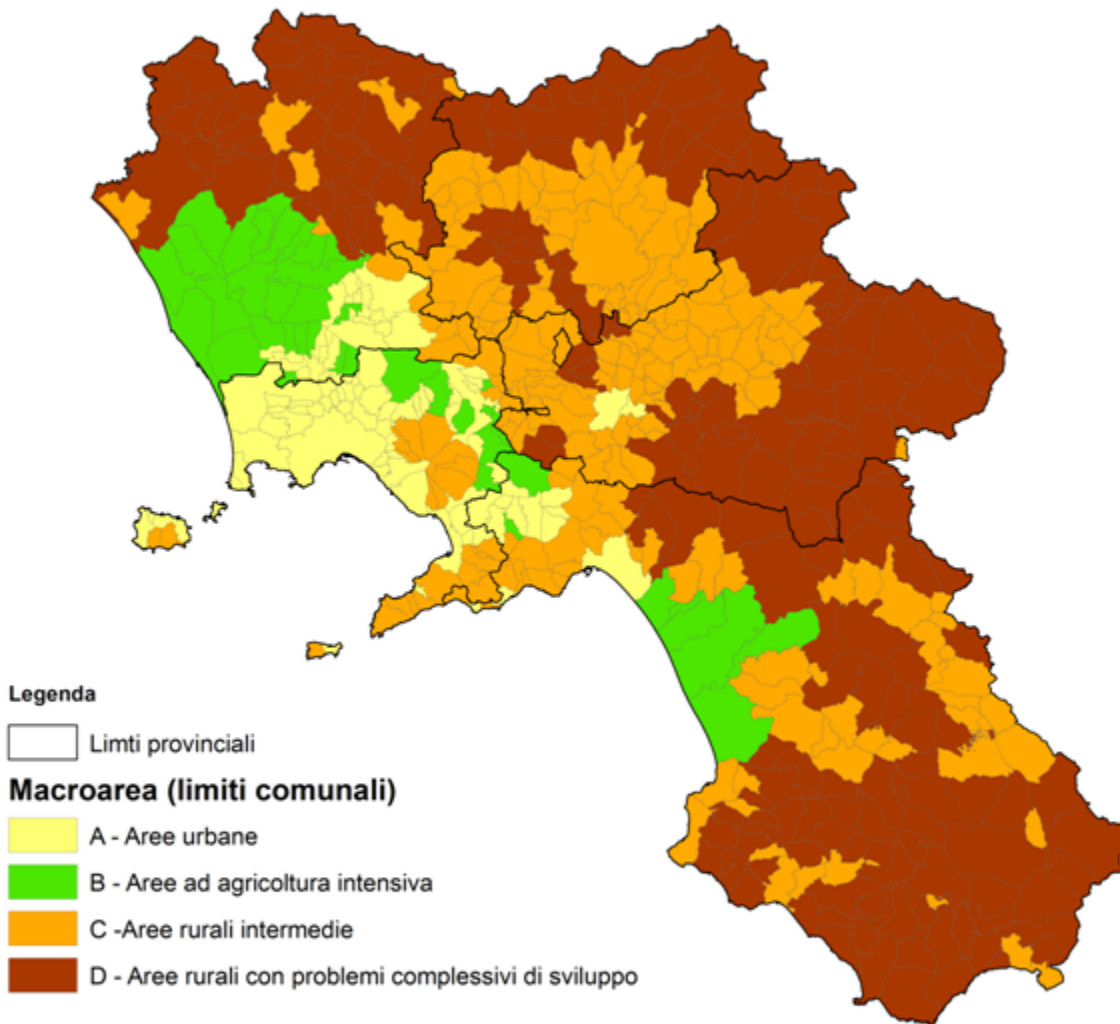 Legenda
Limti provinciali
Macroarea (limiti comunali)
A - Aree urbane
B - Aree ad agricoltura intensiva
C -Aree rurali intermedie
D - Aree rurali con problemi complessivi di sviluppo